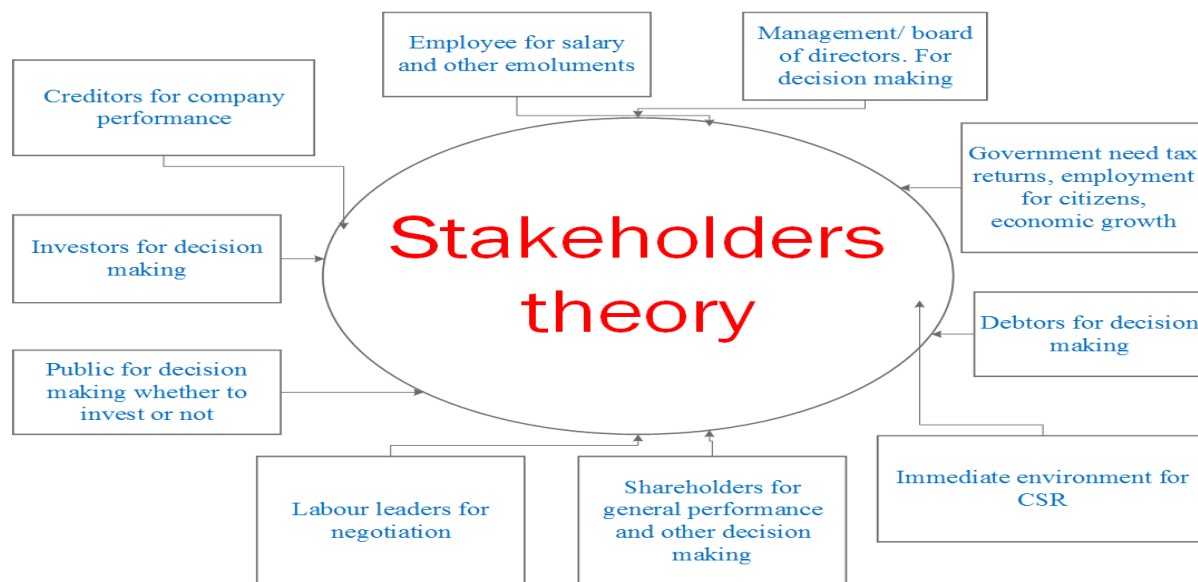 Employee for salary
and other emoluments
Management/ board
of directors. For
decision making
Creditors for company
performance
Government need tax
returns, employment
for citizens,
economic growth
Investors for decision
making
Stakeholders
theory
Debtors for decision
making
Public for decision
making whether to
invest or not
Labour leaders for
negotiation
Shareholders for
general performance
and other decision
making
Immediate environment for
CSR